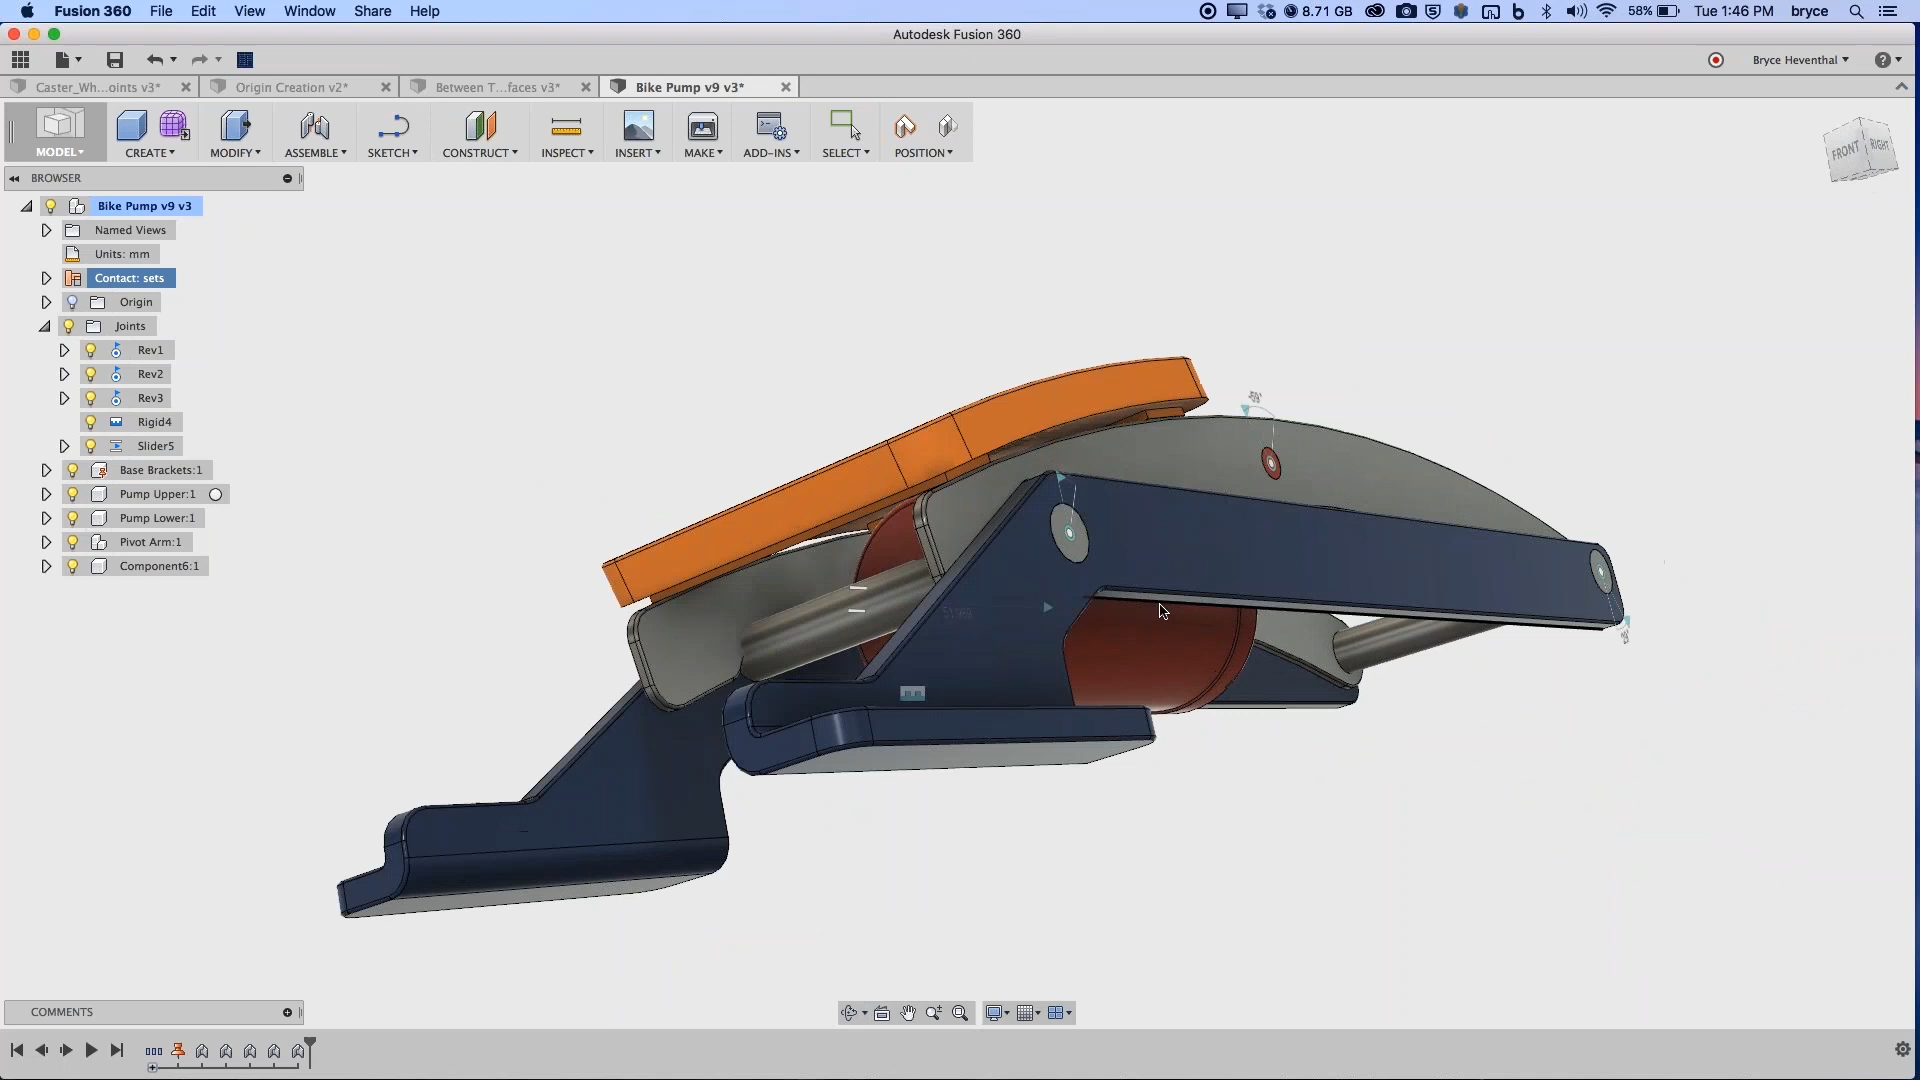 Fusion 360 File Edit View Window Share Help
8.71 GB 58% Tue 1:46 PM bryce
Autodesk Fusion 360
Bryce Heventhal
Caster_Wh...oints v3* Origin Creation v2* Between T...faces v3* Bike Pump v9 v3*
MODEL CREATE MODIFY ASSEMBLE SKETCH CONSTRUCT INSPECT INSERT MAKE ADD-INS SELECT POSITION
FRONT RIGHT
BROWSER
Bike Pump v9 v3
Named Views
Units: mm
Contact: sets
Origin
Joints
Rev1
Rev2
Rev3
Rigid4
Slider5
Base Brackets:1
Pump Upper:1
Pump Lower:1
Pivot Arm:1
Component6:1
COMMENTS